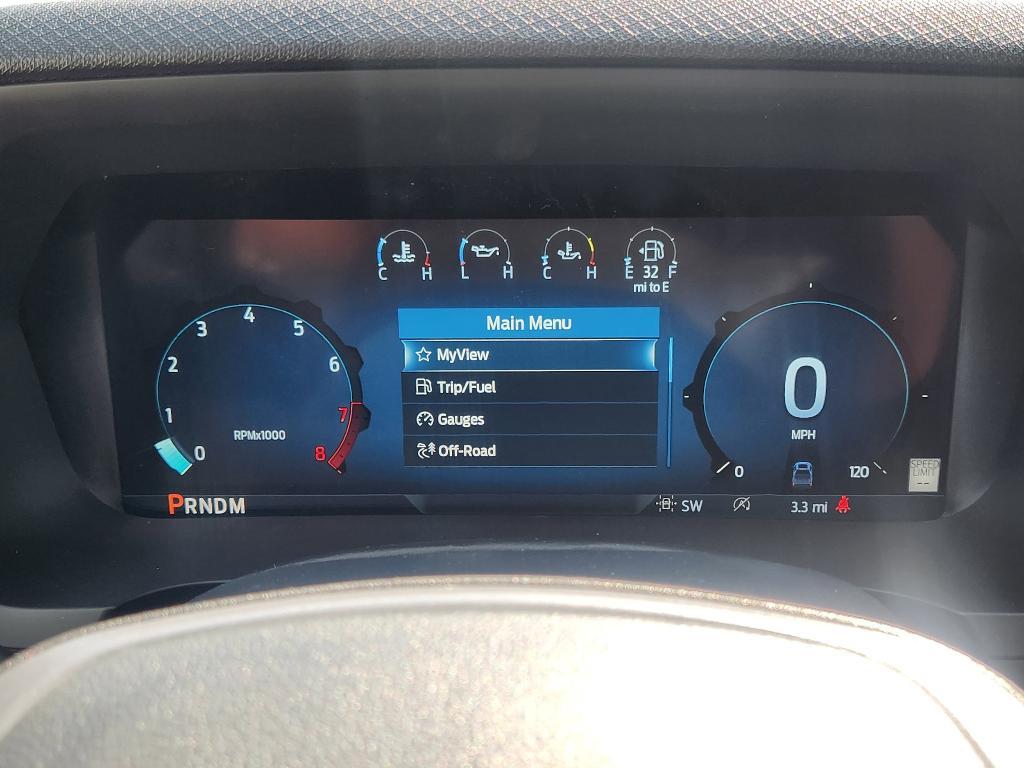 C H
L H
C H
E 32 F
mi to E
Main Menu
MyView
Trip/Fuel
Gauges
Off-Road
0
1
2
3
4
5
6
7
8
RPMx1000
0
MPH
0
120
SPEED
LIMIT
--
PRNDM
SW
3.3 mi